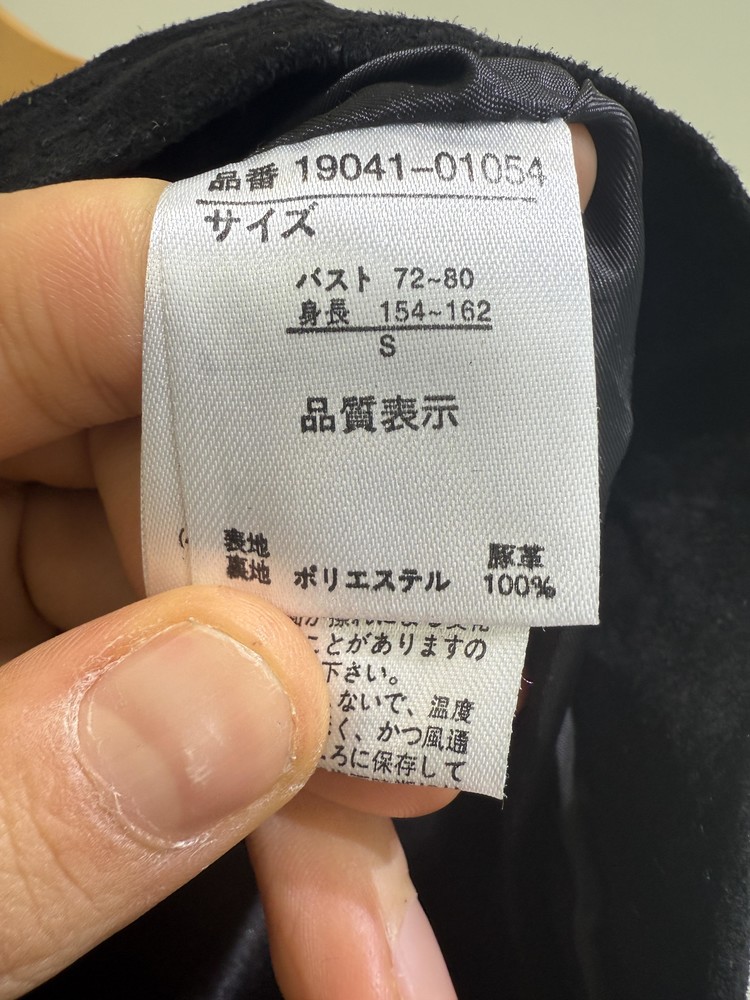 品番 19041-01054
サイズ
バスト 72~80
身長 154~162
S
品質表示
表地 豚革
裏地 ポリエステル 100%
ことがありますの
下さい。
ないで、温度
く、かつ風通
ろに保存して